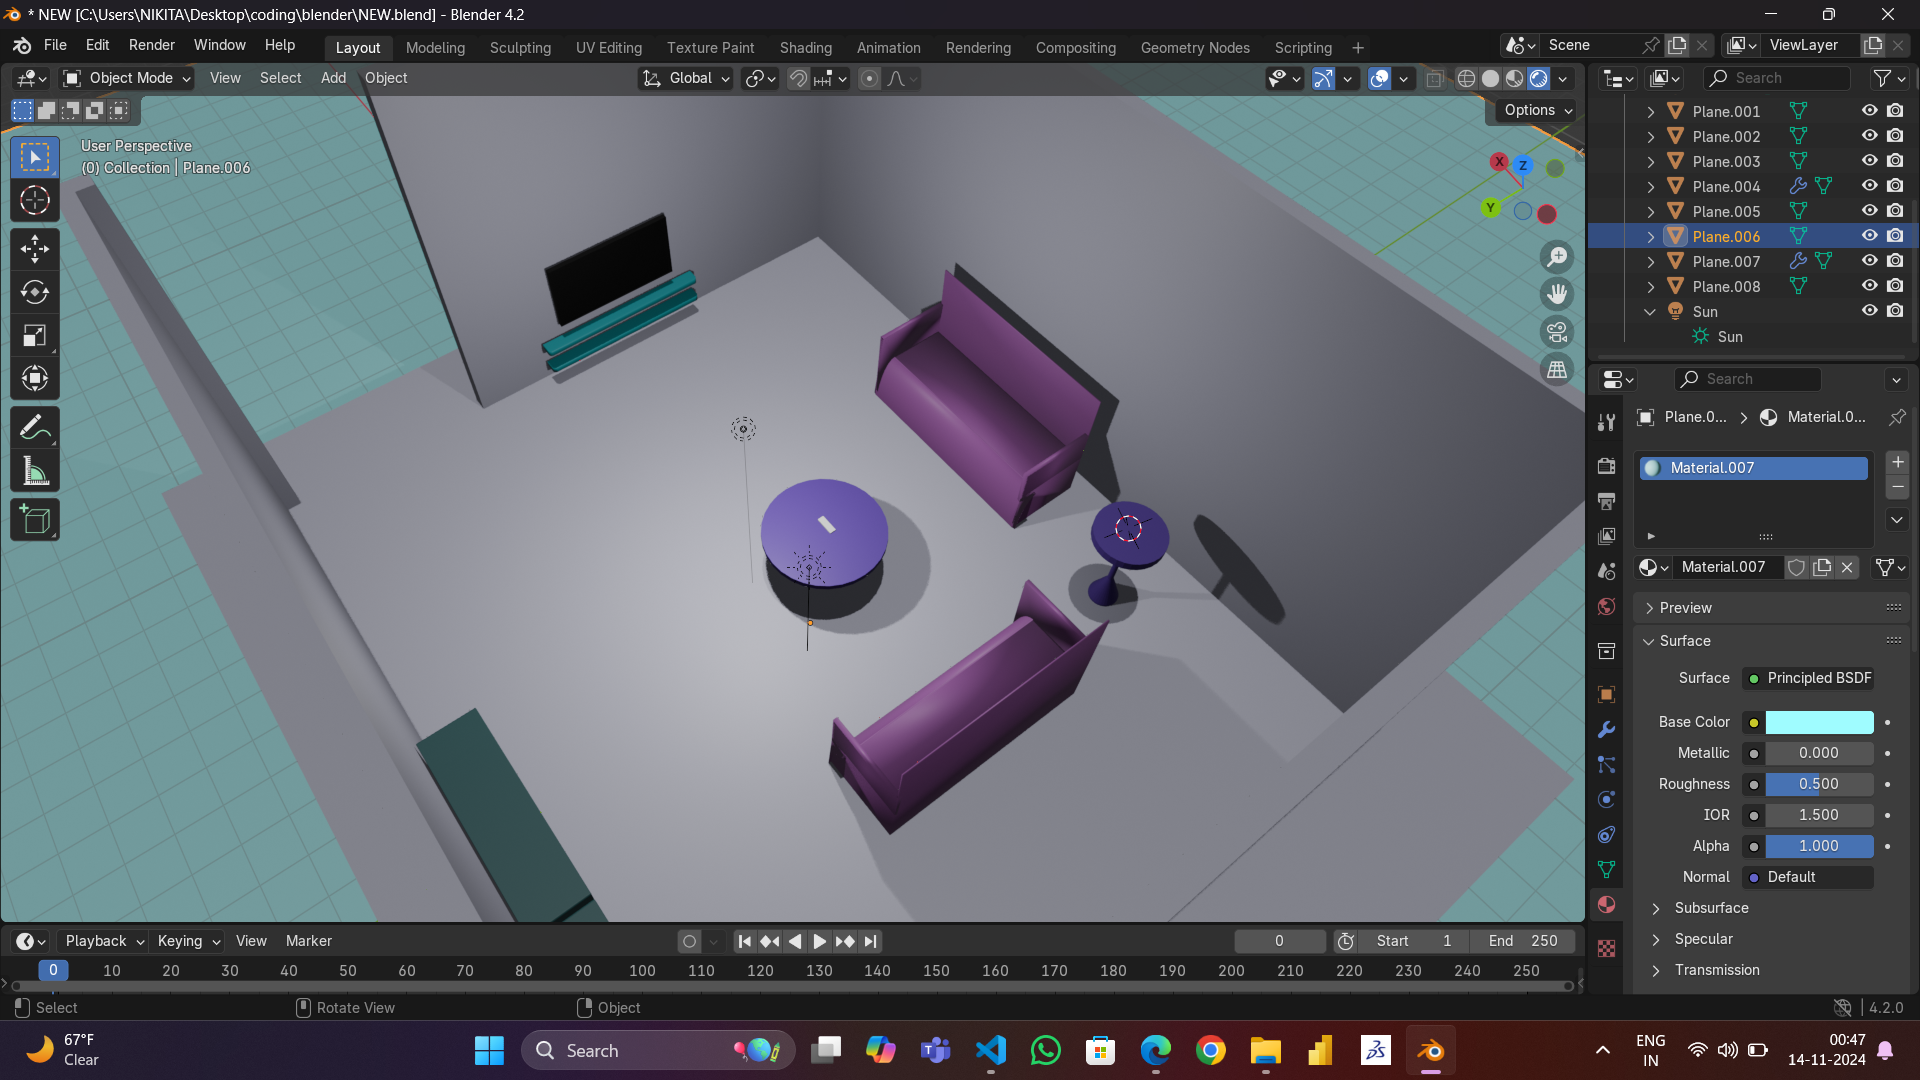 * NEW [C:\Users\NIKITA\Desktop\coding\blender\NEW.blend] - Blender 4.2
File Edit Render Window Help Layout Modeling Sculpting UV Editing Texture Paint Shading Animation Rendering Compositing Geometry Nodes Scripting + Scene ViewLayer
Object Mode View Select Add Object Global Search
Options
User Perspective
(0) Collection | Plane.006
X Z
Y
Plane.001
Plane.002
Plane.003
Plane.004
Plane.005
Plane.006
Plane.007
Plane.008
Sun
Sun
Search
Plane.0... > Material.0...
Material.007
Material.007
Preview
Surface
Surface Principled BSDF
Base Color
Metallic 0.000
Roughness 0.500
IOR 1.500
Alpha 1.000
Normal Default
Subsurface
Specular
Transmission
Playback Keying View Marker 0 Start 1 End 250
0 10 20 30 40 50 60 70 80 90 100 110 120 130 140 150 160 170 180 190 200 210 220 230 240 250
Select Rotate View Object 4.2.0
67°F
Clear
Search
ENG
IN
00:47
14-11-2024